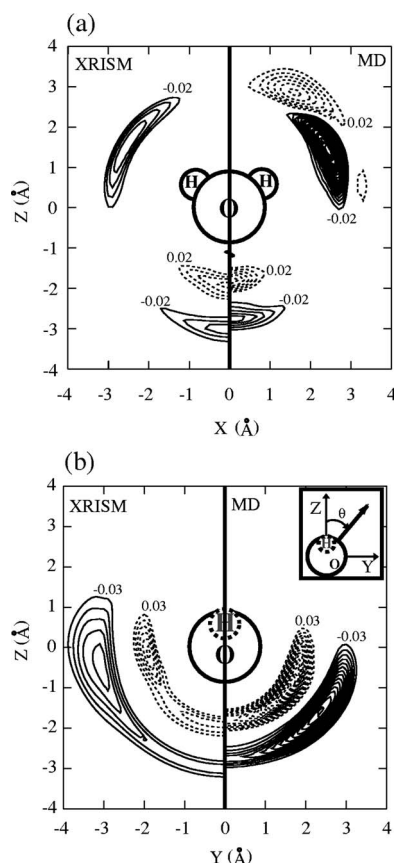 (a)
XRISM
MD
-0.02
0.02
H
H
O
-0.02
0.02
0.02
-0.02
-0.02
4
3
2
1
0
-1
-2
-3
-4
Z (Å)
-4 -3 -2 -1 0 1 2 3 4
X (Å)
(b)
XRISM
MD
Z
θ
H
O
Y
-0.03
0.03
0.03
-0.03
H
O
4
3
2
1
0
-1
-2
-3
-4
Z (Å)
-4 -3 -2 -1 0 1 2 3 4
Y (Å)